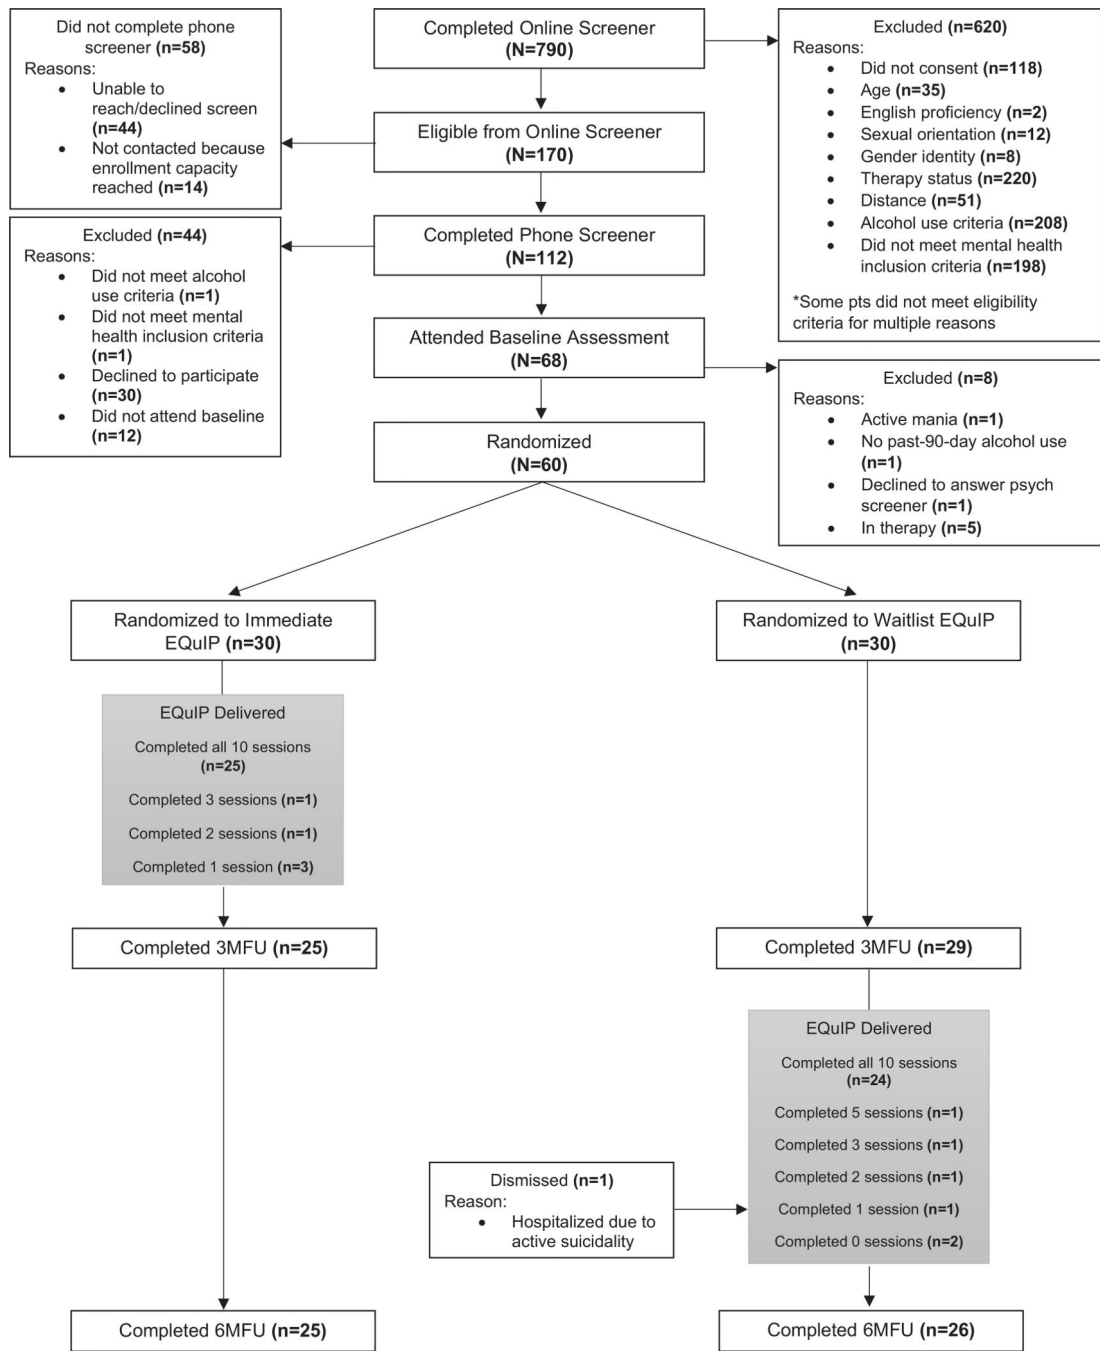 Completed Online Screener
(N=790)
Did not complete phone
screener (n=58)
Reasons:
• Unable to
reach/declined screen
(n=44)
• Not contacted because
enrollment capacity
reached (n=14)
Excluded (n=620)
Reasons:
• Did not consent (n=118)
• Age (n=35)
• English proficiency (n=2)
• Sexual orientation (n=12)
• Gender identity (n=8)
• Therapy status (n=220)
• Distance (n=51)
• Alcohol use criteria (n=208)
• Did not meet mental health
inclusion criteria (n=198)
*Some pts did not meet eligibility
criteria for multiple reasons
Eligible from Online Screener
(N=170)
Completed Phone Screener
(N=112)
Excluded (n=44)
Reasons:
• Did not meet alcohol
use criteria (n=1)
• Did not meet mental
health inclusion criteria
(n=1)
• Declined to participate
(n=30)
• Did not attend baseline
(n=12)
Attended Baseline Assessment
(N=68)
Excluded (n=8)
Reasons:
• Active mania (n=1)
• No past-90-day alcohol use
(n=1)
• Declined to answer psych
screener (n=1)
• In therapy (n=5)
Randomized
(N=60)
Randomized to Immediate
EQuIP (n=30)
EQuIP Delivered
Completed all 10 sessions
(n=25)
Completed 3 sessions (n=1)
Completed 2 sessions (n=1)
Completed 1 session (n=3)
Completed 3MFU (n=25)
Completed 6MFU (n=25)
Randomized to Waitlist EQuIP
(n=30)
Completed 3MFU (n=29)
EQuIP Delivered
Completed all 10 sessions
(n=24)
Completed 5 sessions (n=1)
Completed 3 sessions (n=1)
Completed 2 sessions (n=1)
Completed 1 session (n=1)
Completed 0 sessions (n=2)
Dismissed (n=1)
Reason:
• Hospitalized due to
active suicidality
Completed 6MFU (n=26)